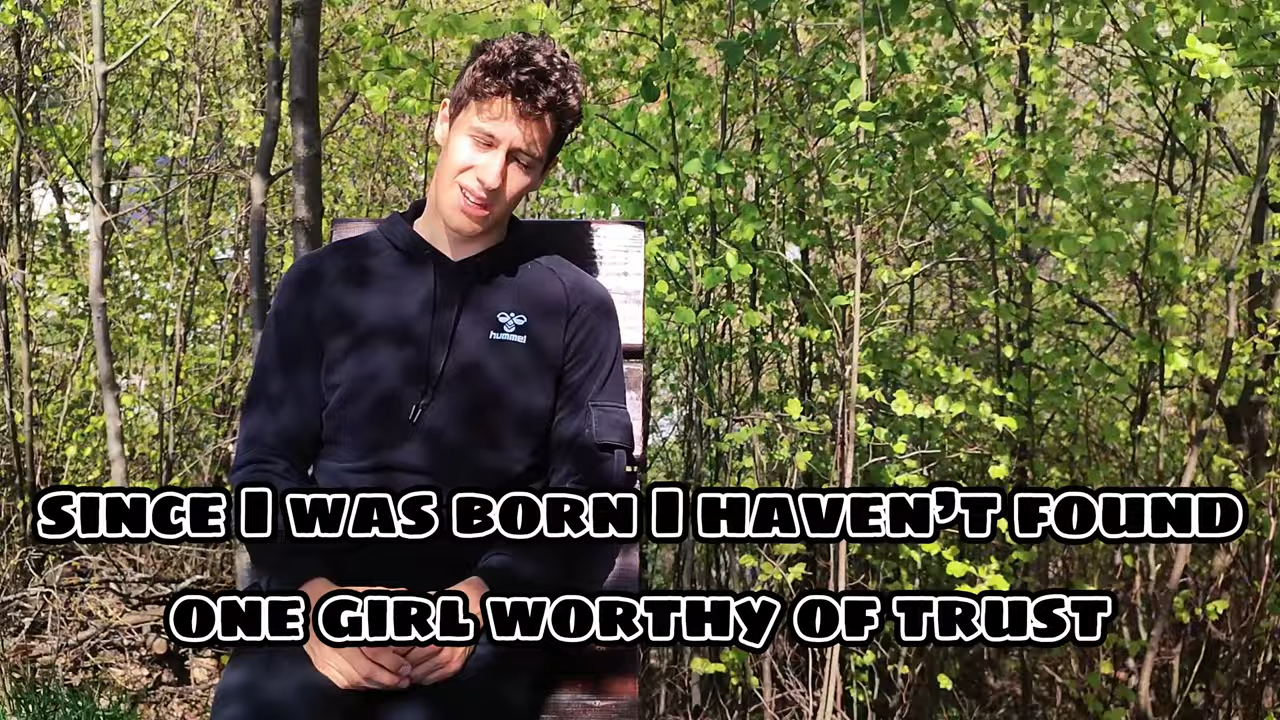 hummel
SINCE I WAS BORN I HAVEN'T FOUND
ONE GIRL WORTHY OF TRUST